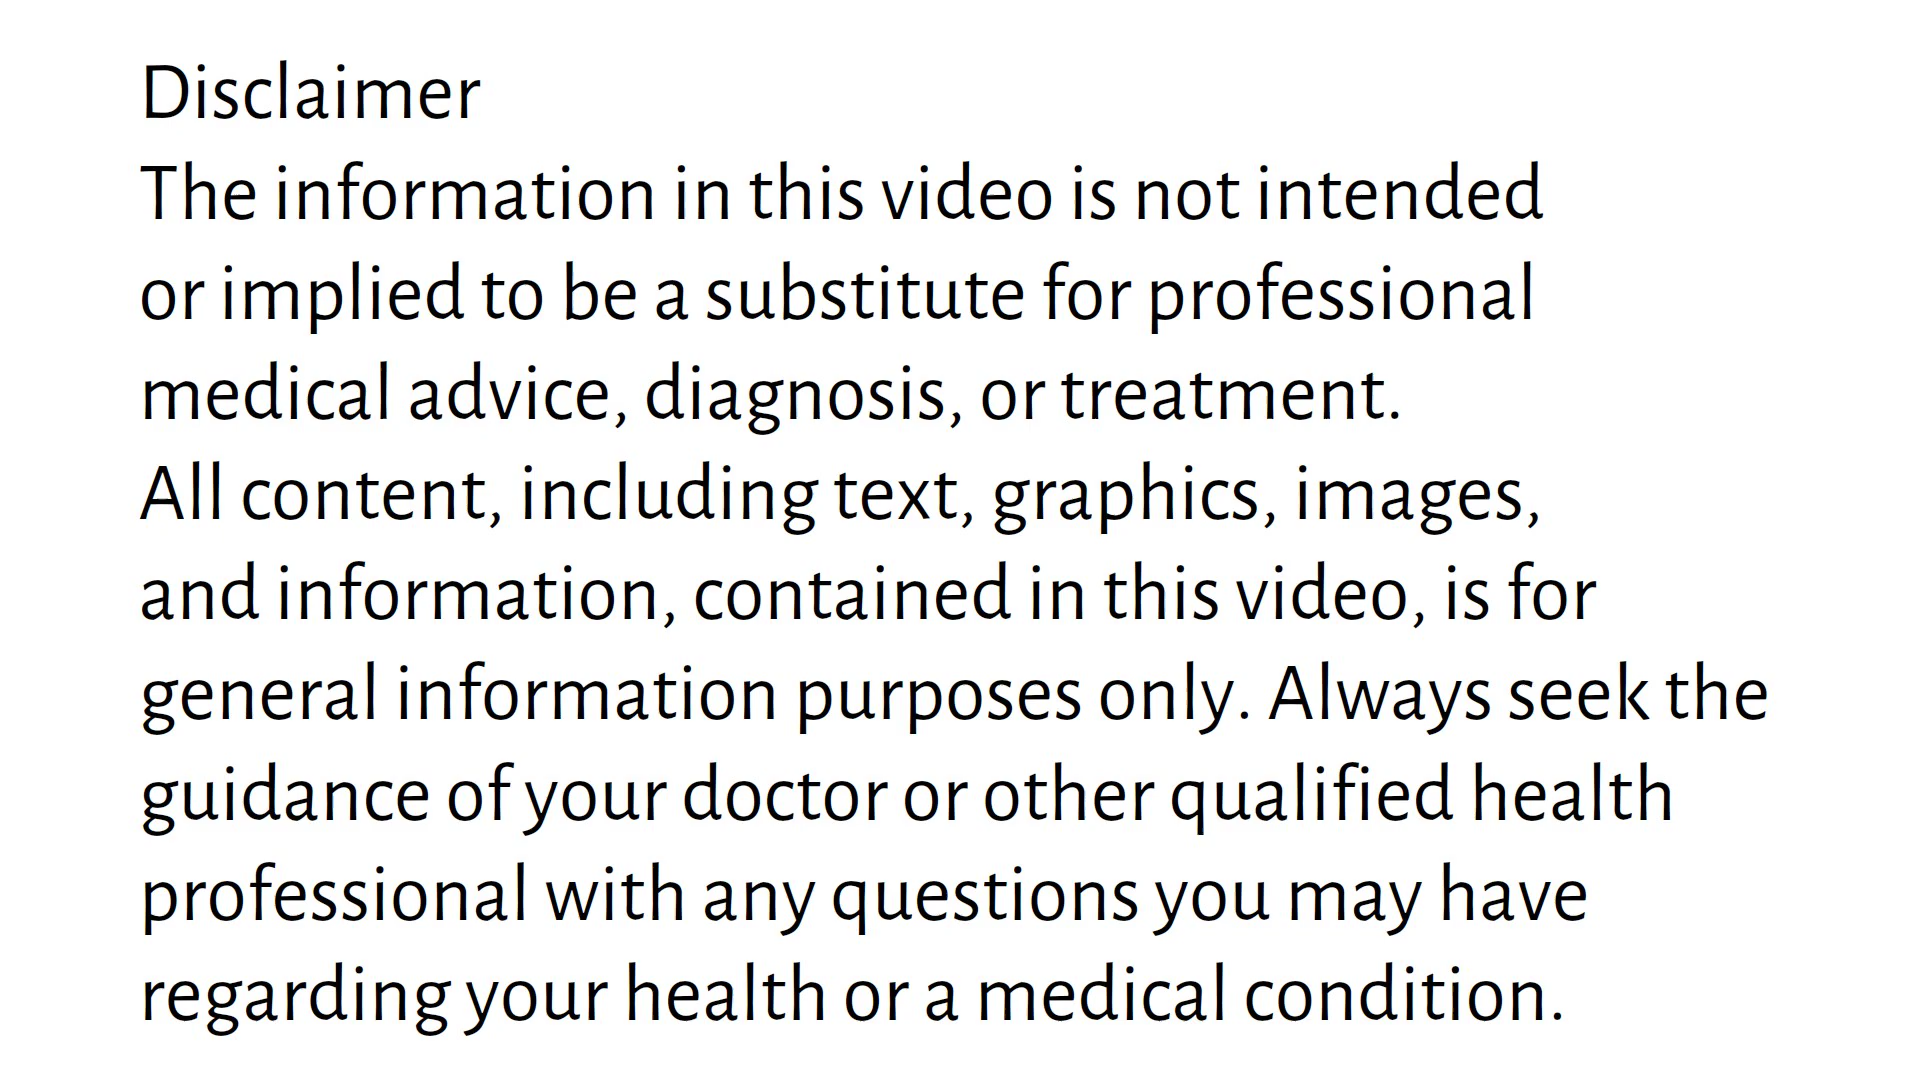 Disclaimer
The information in this video is not intended
or implied to be a substitute for professional
medical advice, diagnosis, or treatment.
All content, including text, graphics, images,
and information, contained in this video, is for
general information purposes only. Always seek the
guidance of your doctor or other qualified health
professional with any questions you may have
regarding your health or a medical condition.